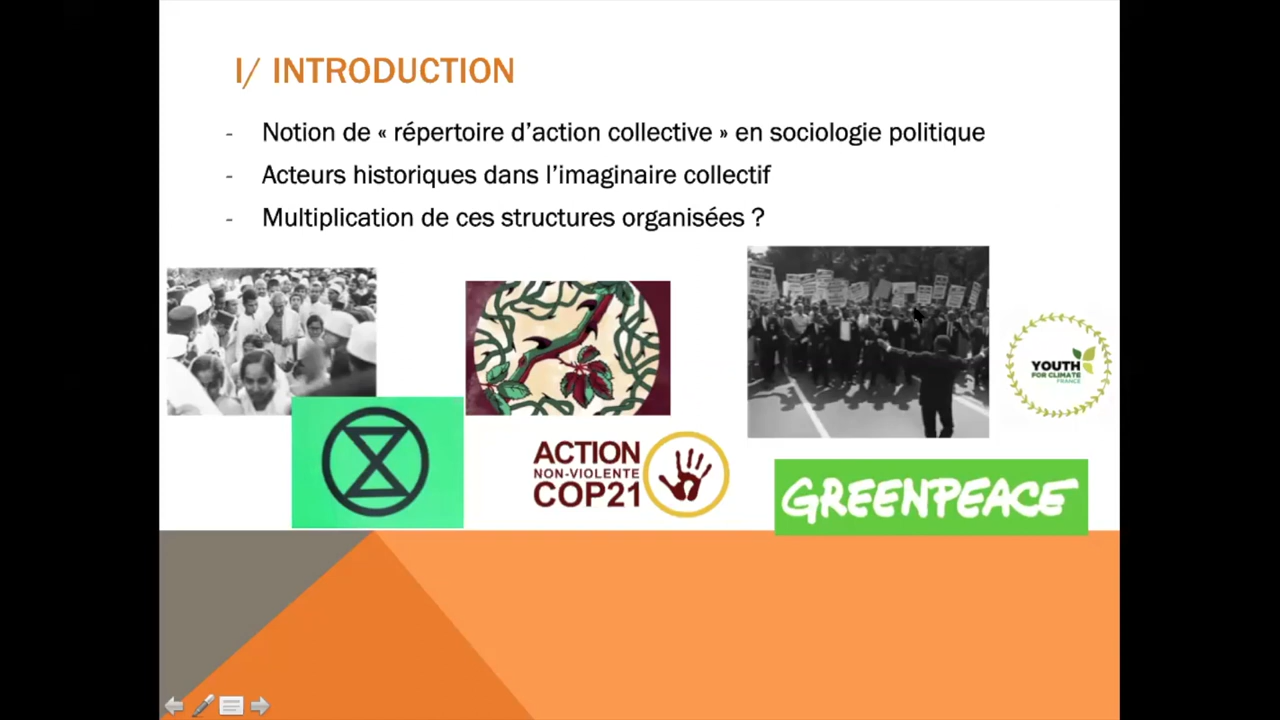 I/ INTRODUCTION
- Notion de « répertoire d’action collective » en sociologie politique
- Acteurs historiques dans l’imaginaire collectif
- Multiplication de ces structures organisées ?
YOUTH
FOR CLIMATE
FRANCE
ACTION
NON-VIOLENTE
COP21
GREENPEACE